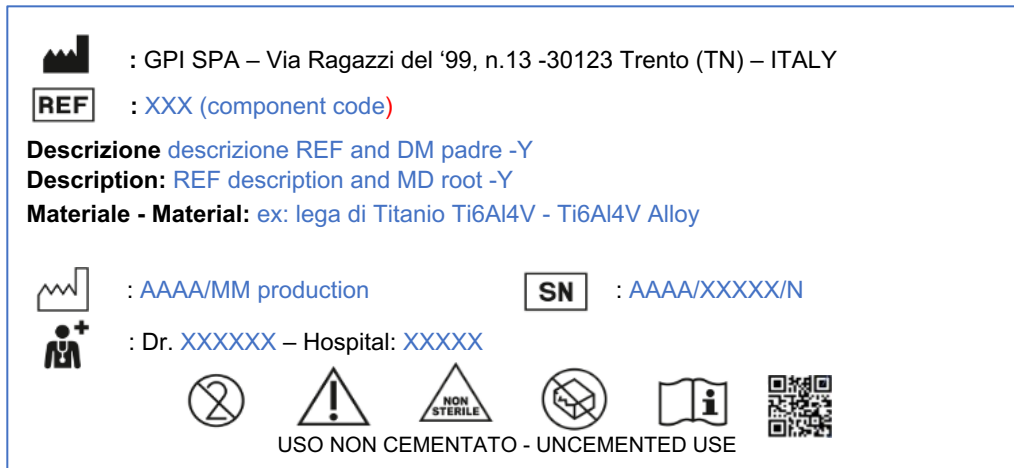 : GPI SPA – Via Ragazzi del ‘99, n.13 -30123 Trento (TN) – ITALY
REF : XXX (component code)
Descrizione descrizione REF and DM padre -Y
Description: REF description and MD root -Y
Materiale - Material: ex: lega di Titanio Ti6Al4V - Ti6Al4V Alloy
: AAAA/MM production SN : AAAA/XXXXX/N
: Dr. XXXXXX – Hospital: XXXXX
2 NON STERILE i
USO NON CEMENTATO - UNCEMENTED USE